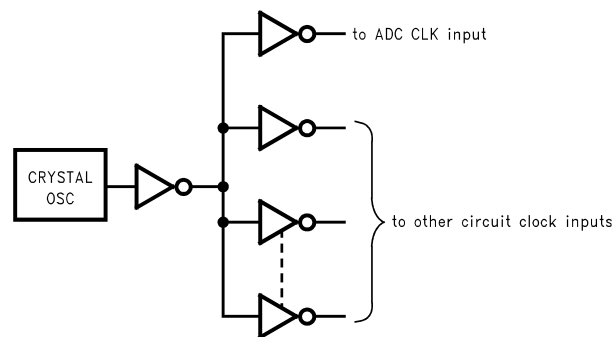 to ADC CLK input
CRYSTAL
OSC
to other circuit clock inputs